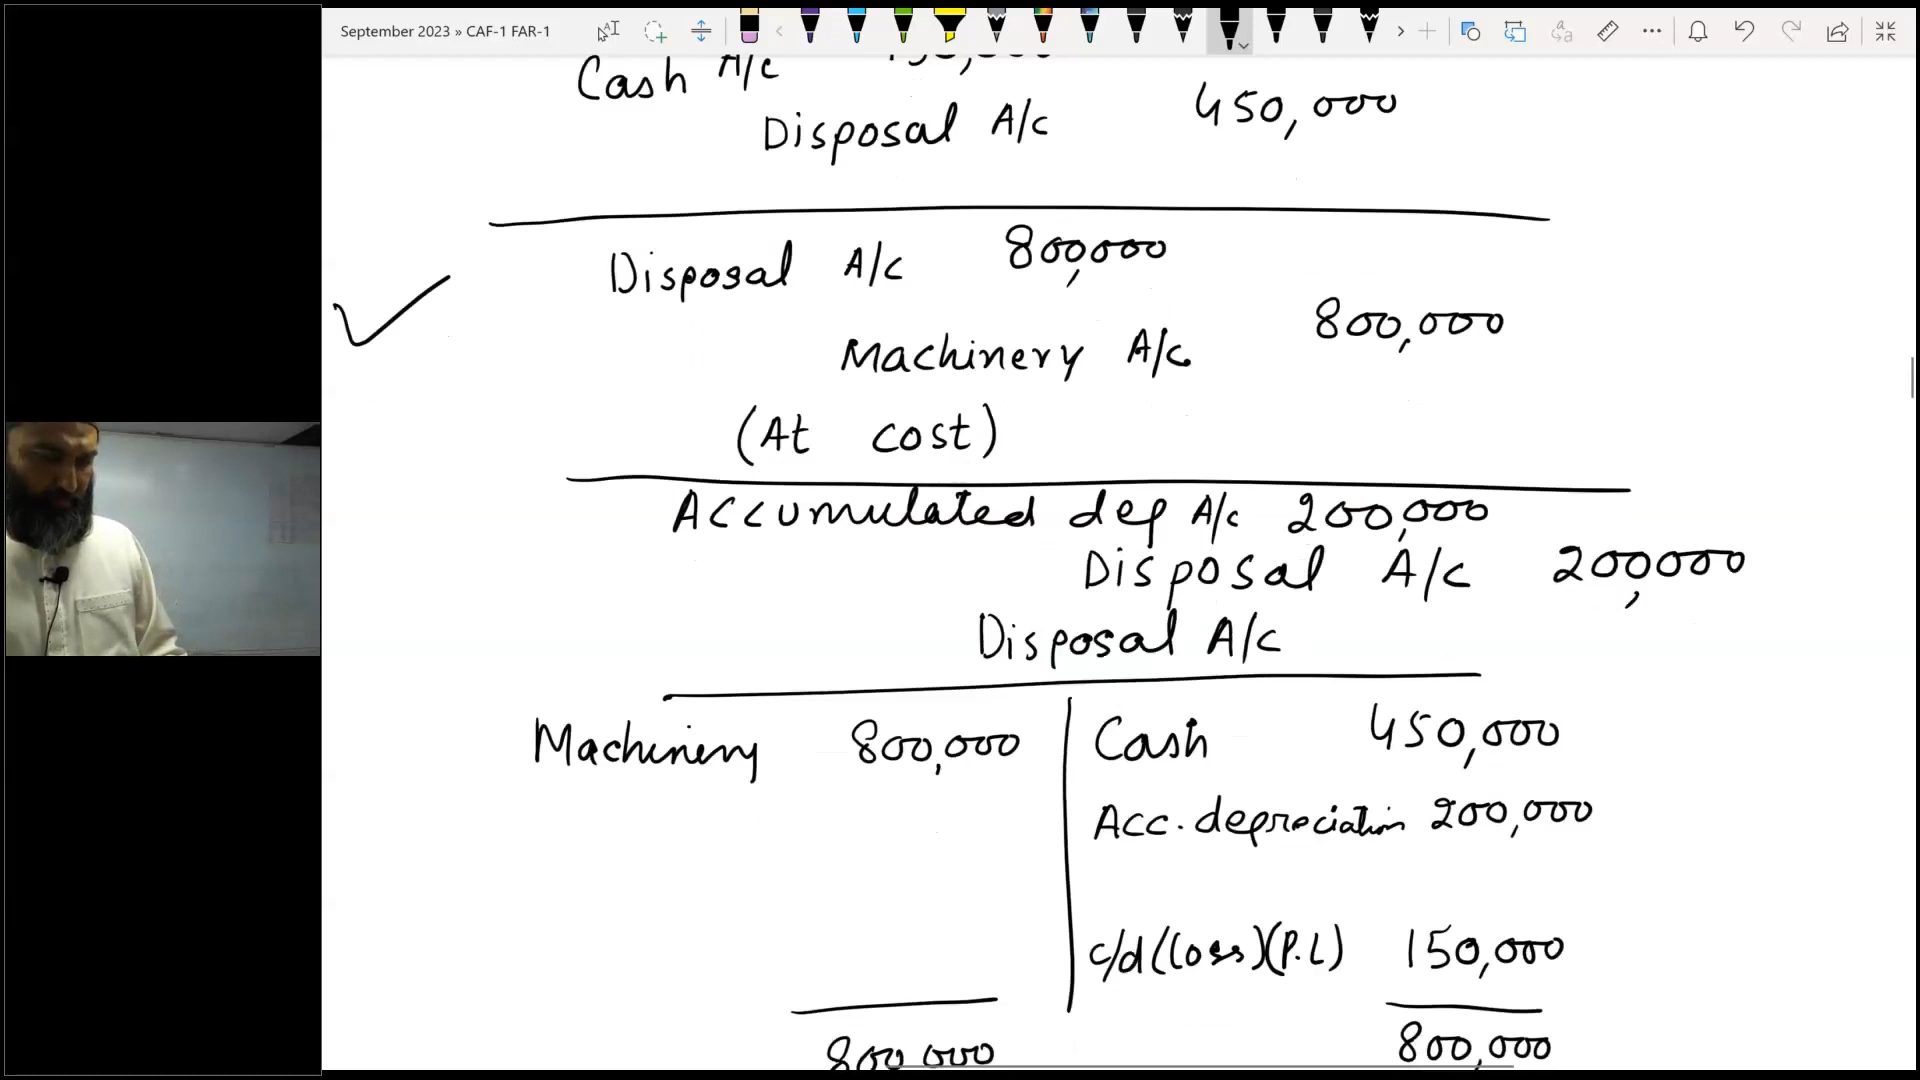 September 2023 » CAF-1 FAR-1
Cash A/c
Disposal A/c 450,000
Disposal A/c 800,000
Machinery A/c 800,000
(At cost)
Accumulated dep A/c 200,000
Disposal A/c 200,000
Disposal A/c
Machinery 800,000 Cash 450,000
Acc. depreciation 200,000
c/d (loss)(P.L) 150,000
800,000 800,000